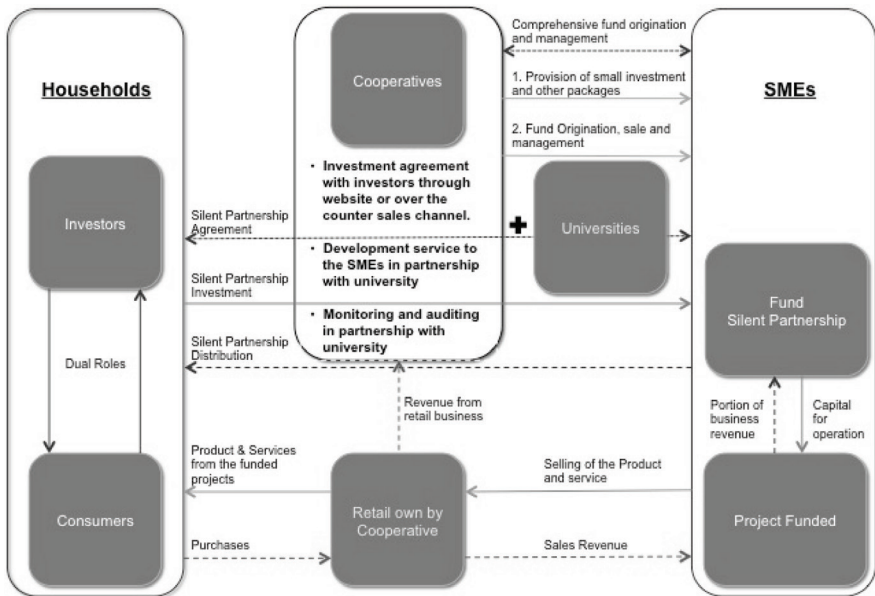 Households
Investors
Dual Roles
Consumers
Cooperatives
• Investment agreement
with investors through
website or over the
counter sales channel.
• Development service to
the SMEs in partnership
with university
• Monitoring and auditing
in partnership with
university
Comprehensive fund origination
and management
1. Provision of small investment
and other packages
2. Fund Origination, sale and
management
Universities
Silent Partnership
Agreement
Silent Partnership
Investment
Silent Partnership
Distribution
Revenue from
retail business
Product & Services
from the funded
projects
Purchases
Retail own by
Cooperative
Selling of the Product
and service
Sales Revenue
SMEs
Fund
Silent Partnership
Portion of
business
revenue
Capital
for
operation
Project Funded